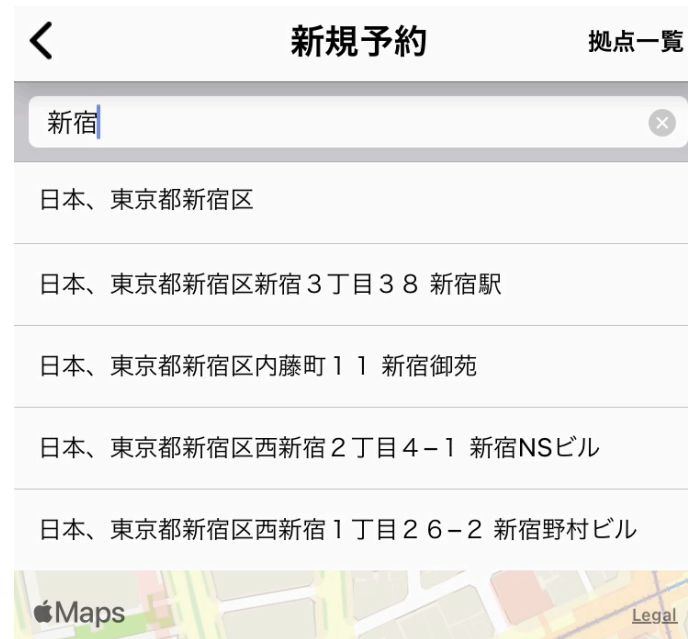 新規予約
拠点一覧
新宿
日本、東京都新宿区
日本、東京都新宿区新宿３丁目３８ 新宿駅
日本、東京都新宿区内藤町１１ 新宿御苑
日本、東京都新宿区西新宿２丁目４−１ 新宿NSビル
日本、東京都新宿区西新宿１丁目２６−２ 新宿野村ビル
Maps
Legal